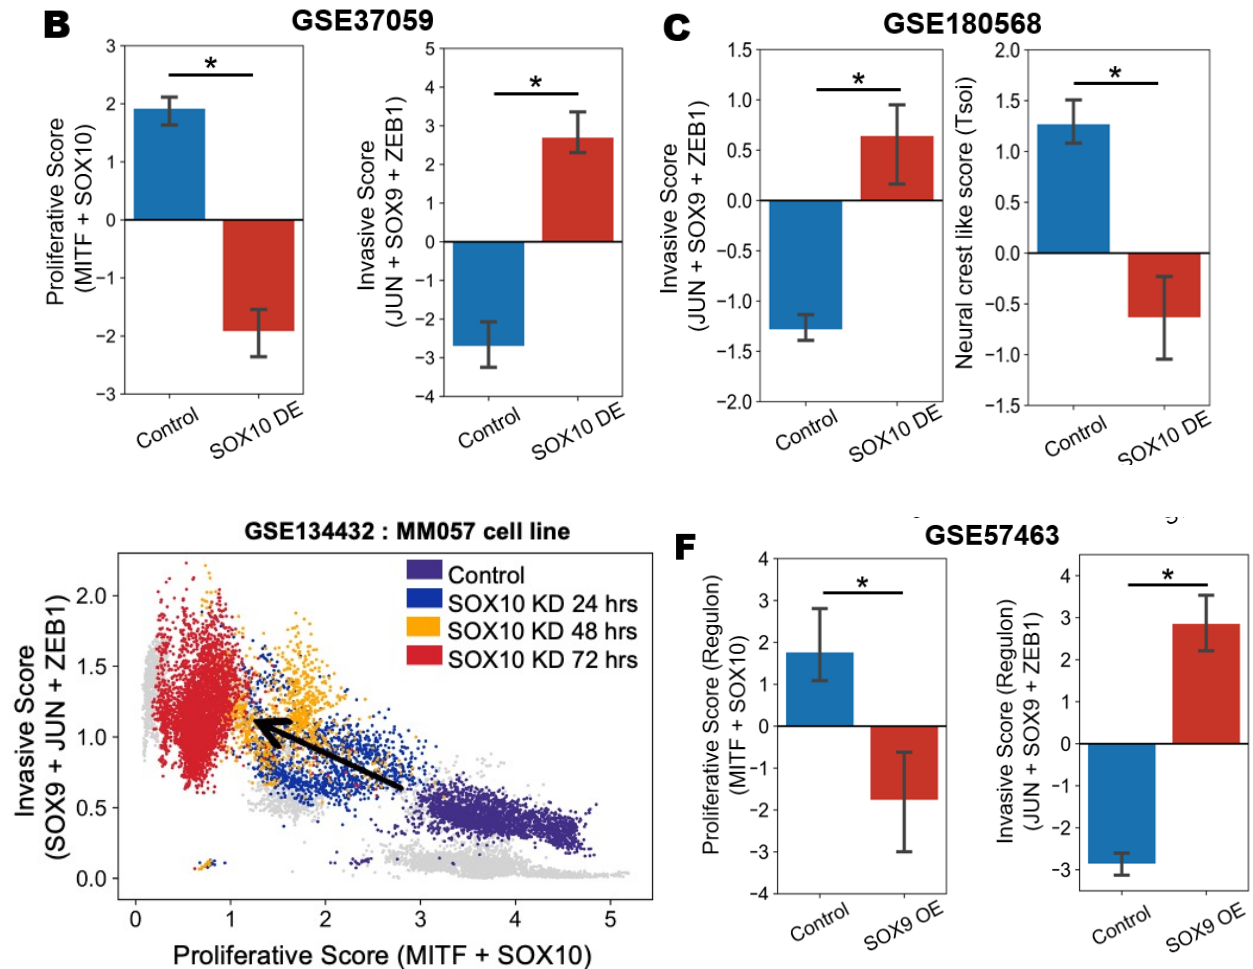 B
GSE37059
Proliferative Score
(MITF + SOX10)
3
2
1
0
−1
−2
−3
*
Control
SOX10 DE
Invasive Score
(JUN + SOX9 + ZEB1)
5
4
3
2
1
0
−1
−2
−3
−4
*
Control
SOX10 DE
C
GSE180568
Invasive Score
(JUN + SOX9 + ZEB1)
1.5
1.0
0.5
0.0
−0.5
−1.0
−1.5
−2.0
*
Control
SOX10 DE
Neural crest like score (Tsoi)
2.0
1.5
1.0
0.5
0.0
−0.5
−1.0
−1.5
*
Control
SOX10 DE
GSE134432 : MM057 cell line
Invasive Score
(SOX9 + JUN + ZEB1)
2.0
1.5
1.0
0.5
0.0
Control
SOX10 KD 24 hrs
SOX10 KD 48 hrs
SOX10 KD 72 hrs
0 1 2 3 4 5
Proliferative Score (MITF + SOX10)
F
GSE57463
Proliferative Score (Regulon)
(MITF + SOX10)
4
3
2
1
0
−1
−2
−3
−4
*
Control
SOX9 OE
Invasive Score (Regulon)
(JUN + SOX9 + ZEB1)
4
3
2
1
0
−1
−2
−3
*
Control
SOX9 OE